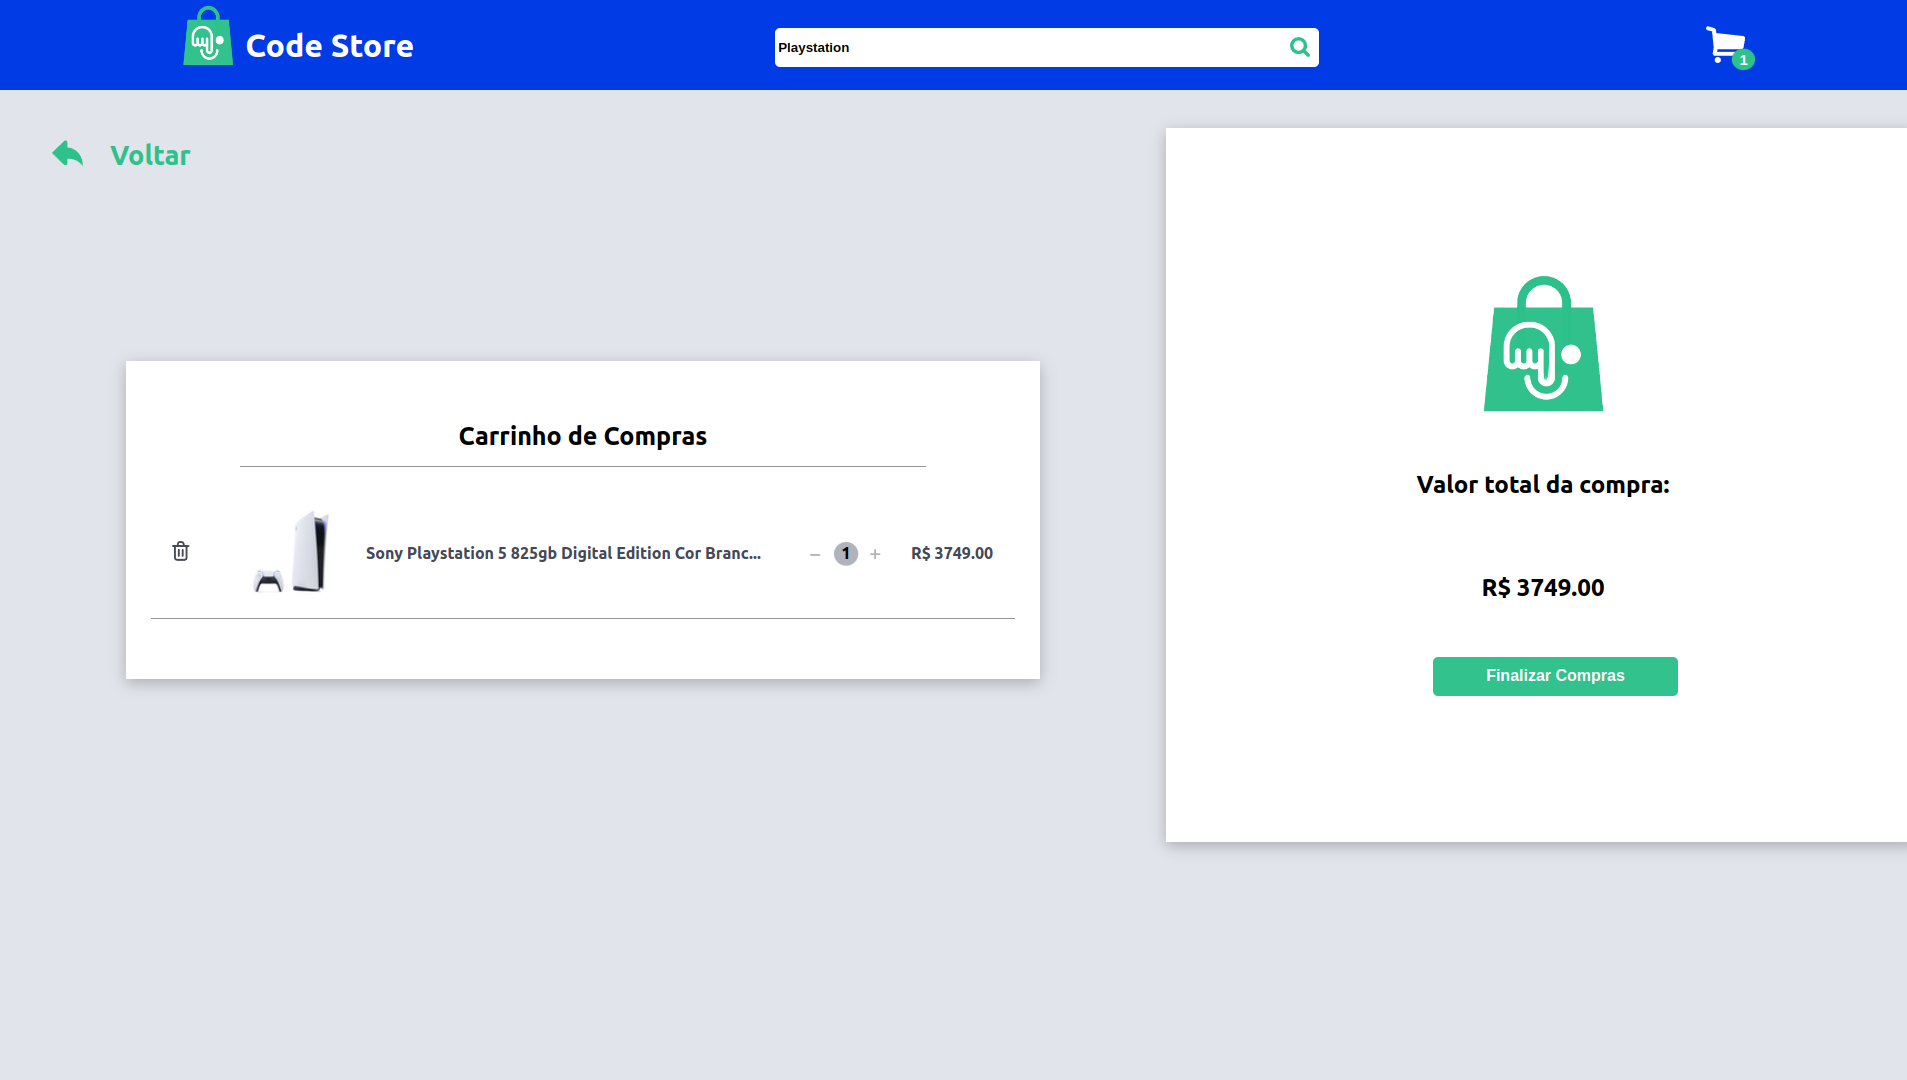 Code Store
Playstation
1
Voltar
Carrinho de Compras
Sony Playstation 5 825gb Digital Edition Cor Branc... − 1 + R$ 3749.00
Valor total da compra:
R$ 3749.00
Finalizar Compras